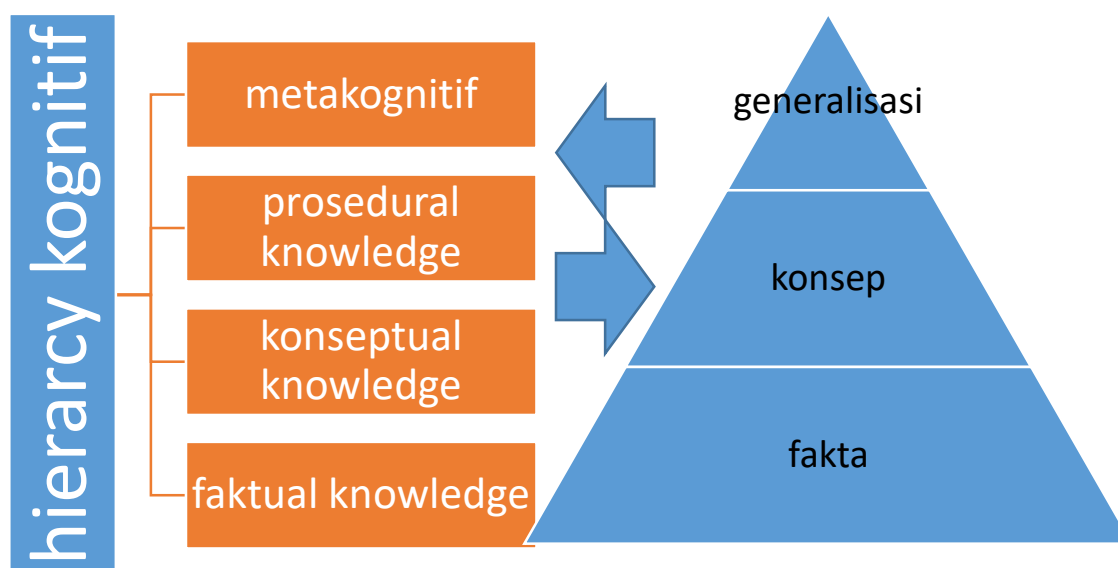 hierarcy kognitif
metakognitif
prosedural
knowledge
konseptual
knowledge
faktual knowledge
generalisasi
konsep
fakta